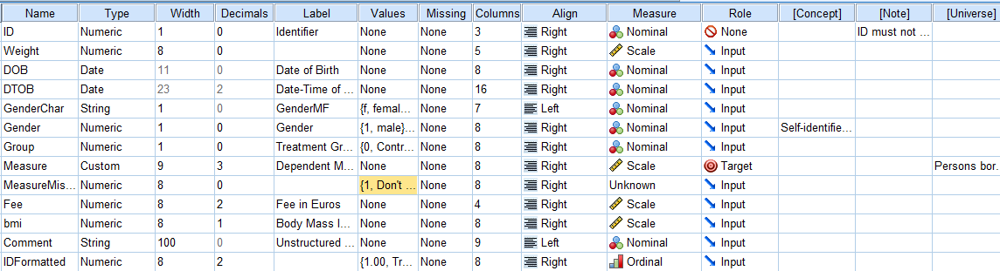 Name Type Width Decimals Label Values Missing Columns Align Measure Role [Concept] [Note] [Universe]
ID Numeric 1 0 Identifier None None 3 Right Nominal None ID must not ...
Weight Numeric 8 0 None None 5 Right Scale Input
DOB Date 11 0 Date of Birth None None 8 Right Nominal Input
DTOB Date 23 2 Date-Time of ... None None 16 Right Nominal Input
GenderChar String 1 0 GenderMF {f, femal... None 7 Left Nominal Input
Gender Numeric 1 0 Gender {1, male}... None 8 Right Nominal Input Self-identifie...
Group Numeric 1 0 Treatment Gr... {0, Contr... None 8 Right Nominal Input
Measure Custom 9 3 Dependent M... None None 8 Right Scale Target Persons bor...
MeasureMis... Numeric 8 0 {1, Don't ... None 8 Right Unknown Input
Fee Numeric 8 2 Fee in Euros None None 4 Right Scale Input
bmi Numeric 8 1 Body Mass I... None None 8 Right Scale Input
Comment String 100 0 Unstructured ... None None 9 Left Nominal Input
IDFormatted Numeric 8 2 {1.00, Tr... None 8 Right Ordinal Input